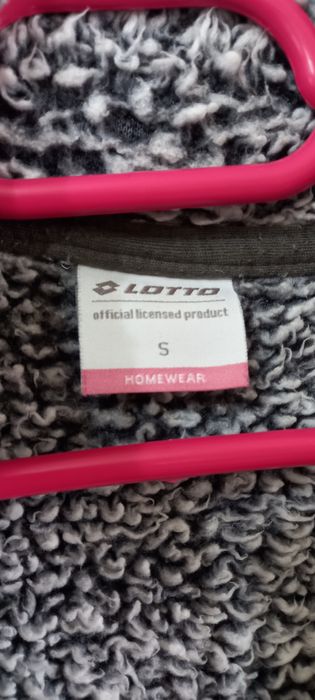 LOTTO
official licensed product
S
HOMEWEAR